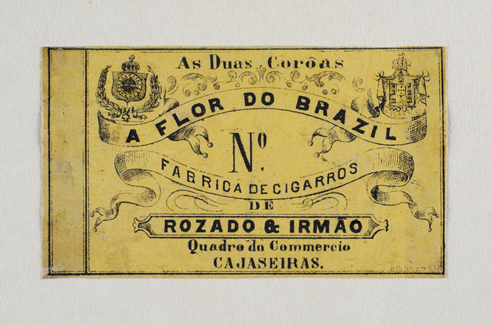 As Duas Corôas
A FLOR DO BRAZIL
Nº.
FABRICA DE CIGARROS
DE
ROZADO & IRMÃO
Quadro do Commercio
CAJASEIRAS.